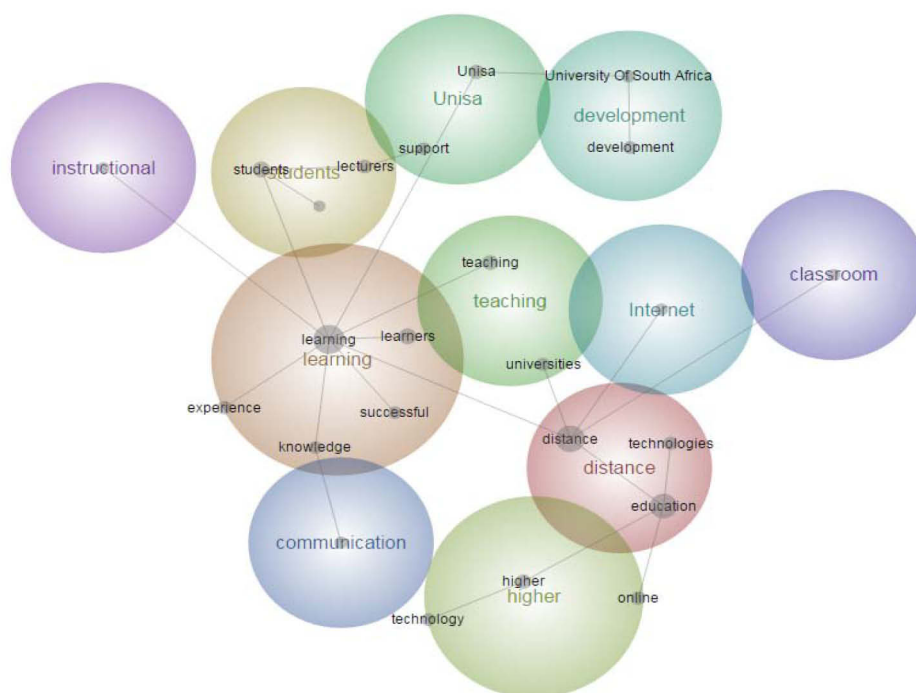 Unisa
University Of South Africa
Unisa
development
support
development
instructional
students
lecturers
students
teaching
classroom
teaching
Internet
learning
learners
learning
universities
experience
successful
knowledge
distance
technologies
distance
education
communication
higher
higher
online
technology